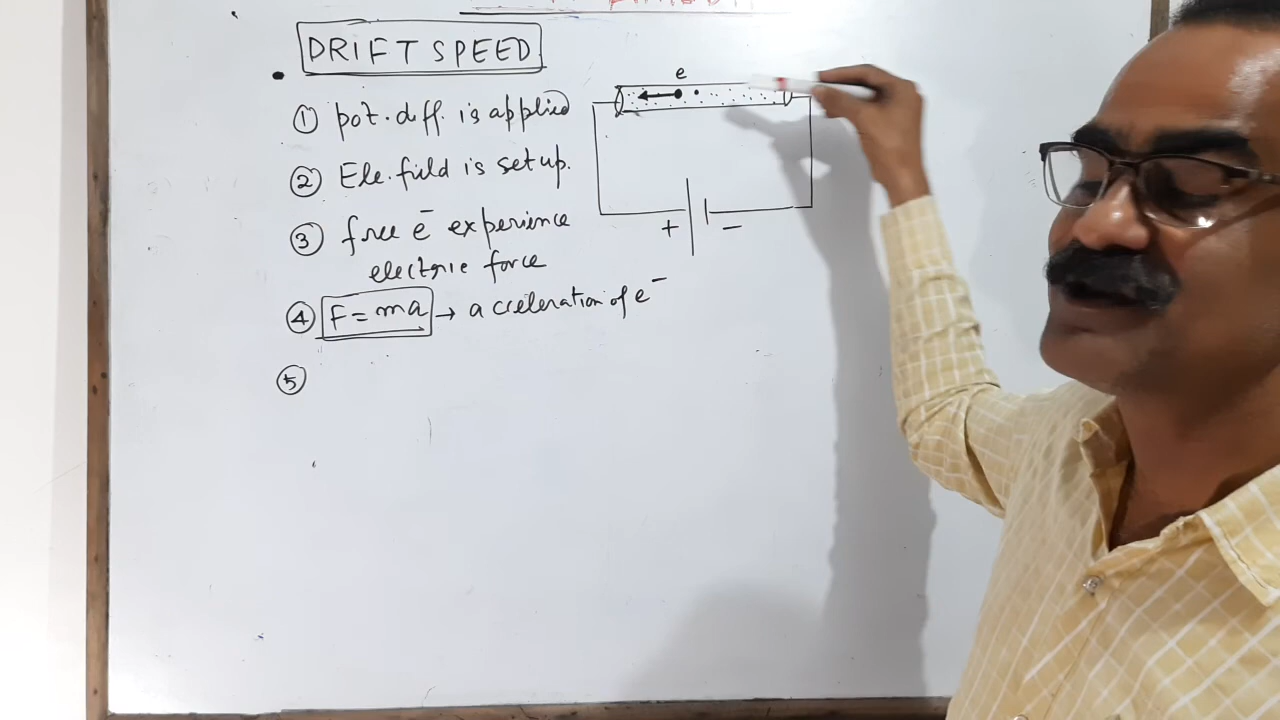 DRIFT SPEED
① pot. diff. is applied
② Ele. field is set up.
③ free e⁻ experience
electric force
④ F = ma → acceleration of e⁻
⑤
e
+ −